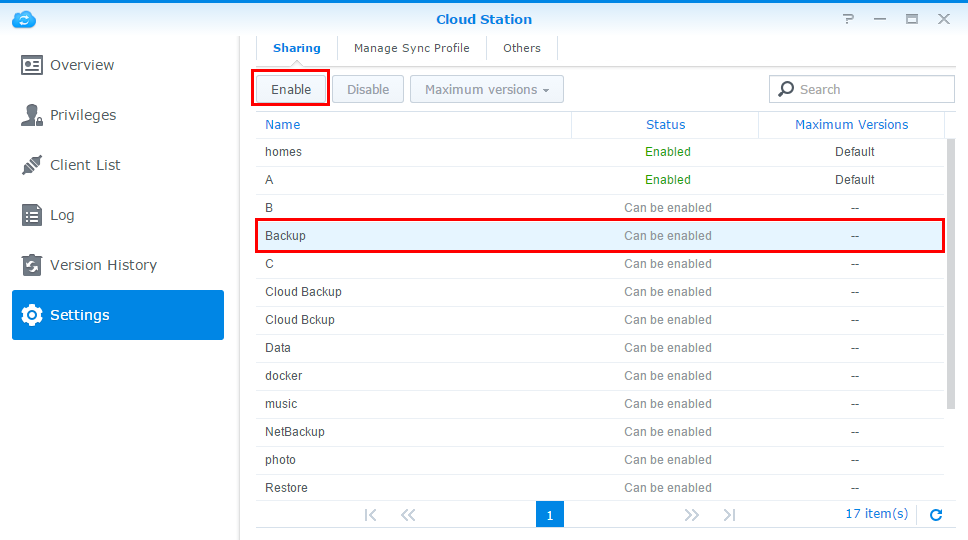 Cloud Station
Overview
Privileges
Client List
Log
Version History
Settings
Sharing Manage Sync Profile Others
Enable Disable Maximum versions Search
Name Status Maximum Versions
homes Enabled Default
A Enabled Default
B Can be enabled --
Backup Can be enabled --
C Can be enabled --
Cloud Backup Can be enabled --
Cloud Bckup Can be enabled --
Data Can be enabled --
docker Can be enabled --
music Can be enabled --
NetBackup Can be enabled --
photo Can be enabled --
Restore Can be enabled --
1 17 item(s)